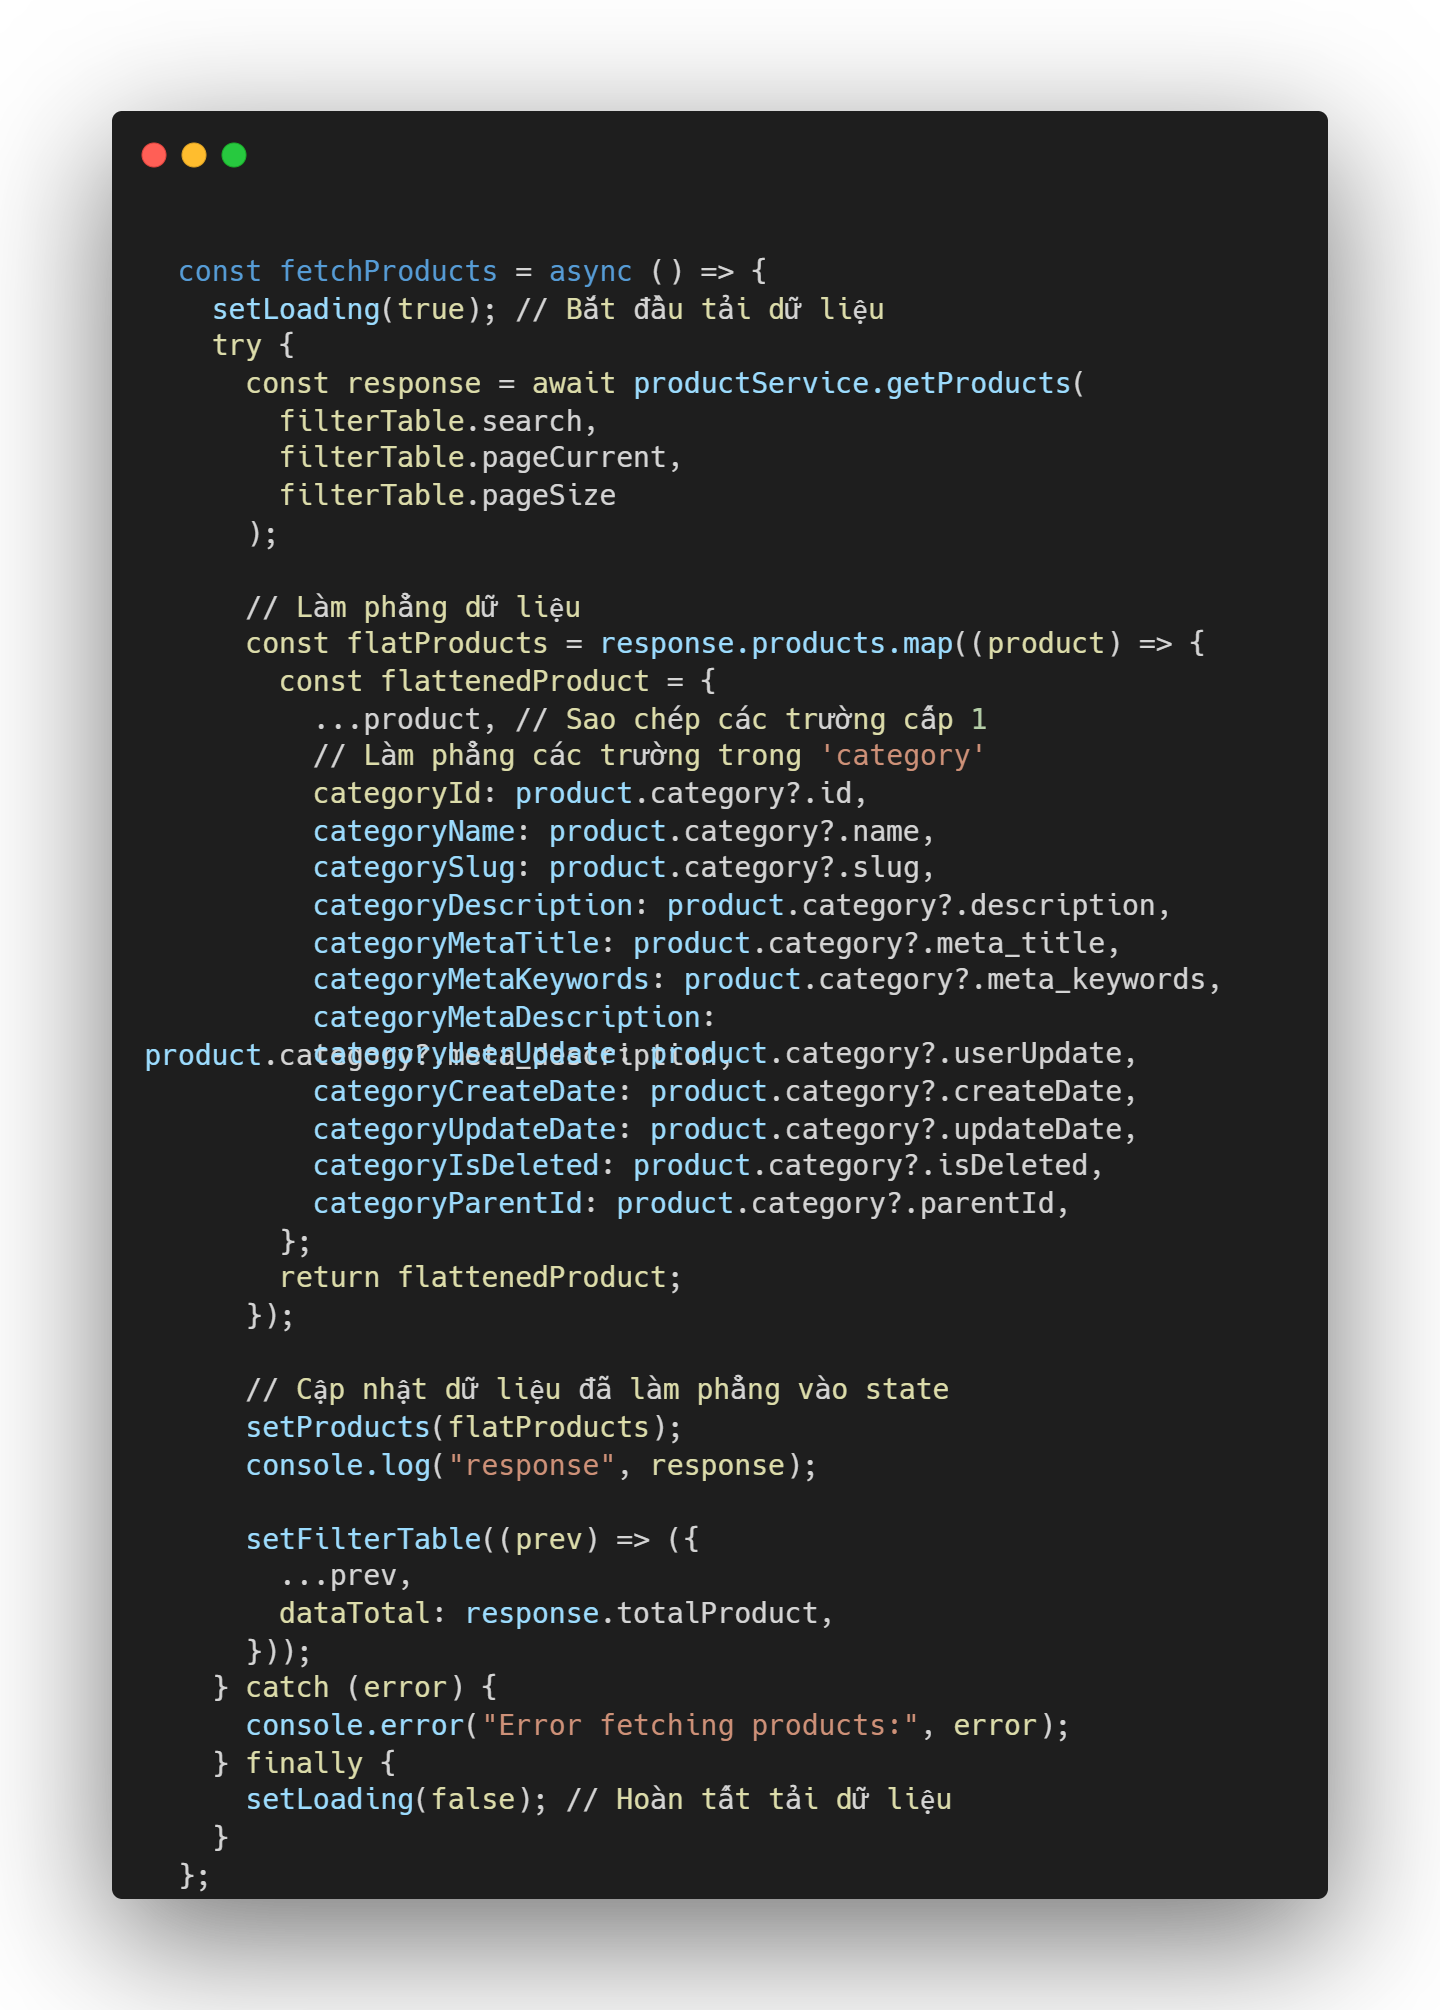 const fetchProducts = async () => {
setLoading(true); // Bắt đầu tải dữ liệu
try {
const response = await productService.getProducts(
filterTable.search,
filterTable.pageCurrent,
filterTable.pageSize
);
// Làm phẳng dữ liệu
const flatProducts = response.products.map((product) => {
const flattenedProduct = {
...product, // Sao chép các trường cấp 1
// Làm phẳng các trường trong 'category'
categoryId: product.category?.id,
categoryName: product.category?.name,
categorySlug: product.category?.slug,
categoryDescription: product.category?.description,
categoryMetaTitle: product.category?.meta_title,
categoryMetaKeywords: product.category?.meta_keywords,
categoryMetaDescription:
product.category?.meta_description,
categoryUserUpdate: product.category?.userUpdate,
categoryCreateDate: product.category?.createDate,
categoryUpdateDate: product.category?.updateDate,
categoryIsDeleted: product.category?.isDeleted,
categoryParentId: product.category?.parentId,
};
return flattenedProduct;
});
// Cập nhật dữ liệu đã làm phẳng vào state
setProducts(flatProducts);
console.log("response", response);
setFilterTable((prev) => ({
...prev,
dataTotal: response.totalProduct,
}));
} catch (error) {
console.error("Error fetching products:", error);
} finally {
setLoading(false); // Hoàn tất tải dữ liệu
}
};